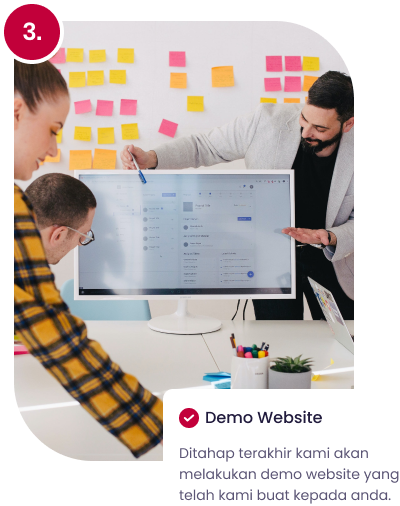 3.
Demo Website
Ditahap terakhir kami akan
melakukan demo website yang
telah kami buat kepada anda.